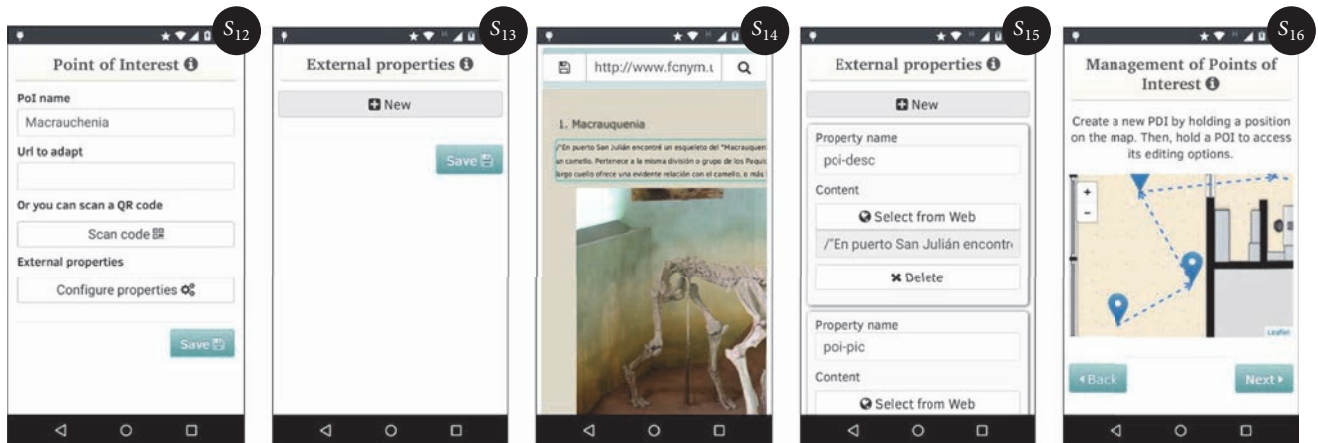 S12
Point of Interest
PoI name
Macrauchenia
Url to adapt
Or you can scan a QR code
Scan code
External properties
Configure properties
Save
S13
External properties
New
Save
S14
http://www.fcnym.u
1. Macrauquenia
/"En puerto San Julián encontré un esqueleto del "Macrauquen
un camello. Pertenece a la misma división o grupo de los Paquid
largo cuello ofrece una evidente relación con el camello, o más
S15
External properties
New
Property name
poi-desc
Content
Select from Web
/"En puerto San Julián encontr
Delete
Property name
poi-pic
Content
Select from Web
S16
Management of Points of
Interest
Create a new PDI by holding a position
on the map. Then, hold a POI to access
its editing options.
+
-
Leaflet
Back
Next